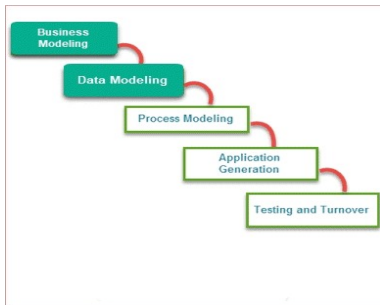 Business
Modeling
Data Modeling
Process Modeling
Application
Generation
Testing and Turnover